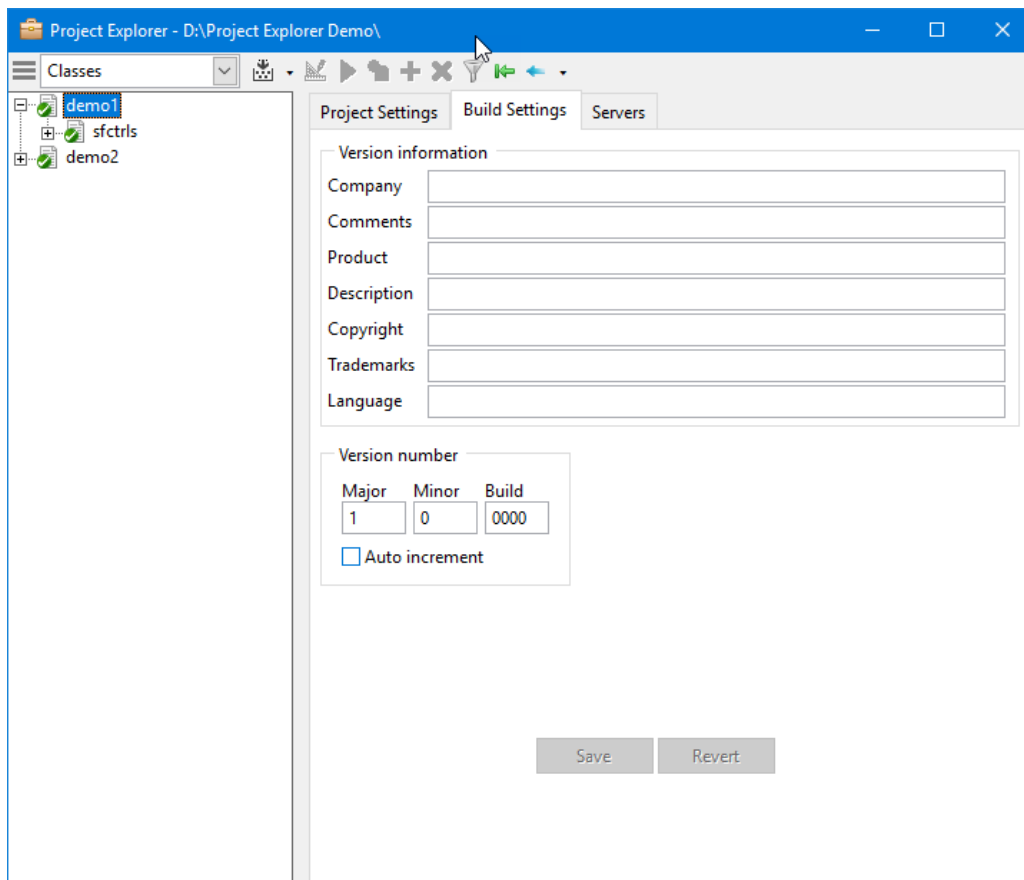 Project Explorer - D:\Project Explorer Demo\
Classes
demo1
sfctrls
demo2
Project Settings Build Settings Servers
Version information
Company
Comments
Product
Description
Copyright
Trademarks
Language
Version number
Major Minor Build
1 0 0000
Auto increment
Save Revert